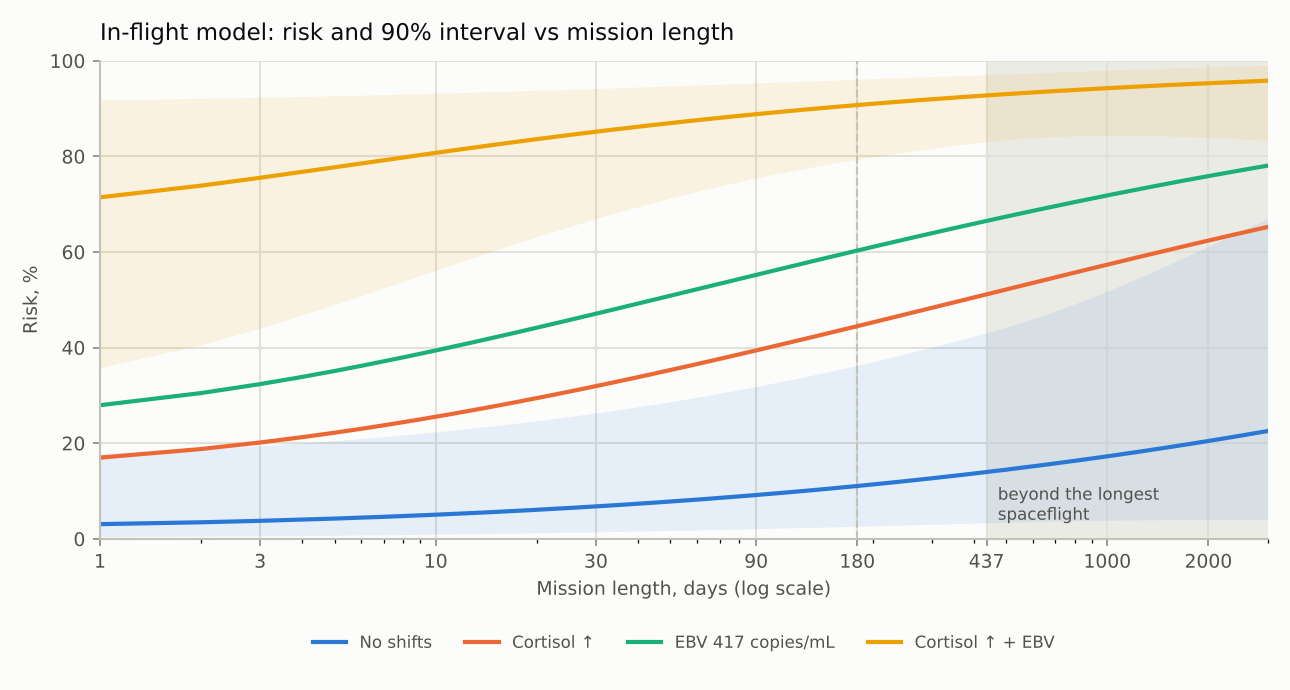 In-flight model: risk and 90% interval vs mission length
100
80
60
40
20
0
Risk, %
beyond the longest
spaceflight
1 3 10 30 90 180 437 1000 2000
Mission length, days (log scale)
No shifts Cortisol ↑ EBV 417 copies/mL Cortisol ↑ + EBV